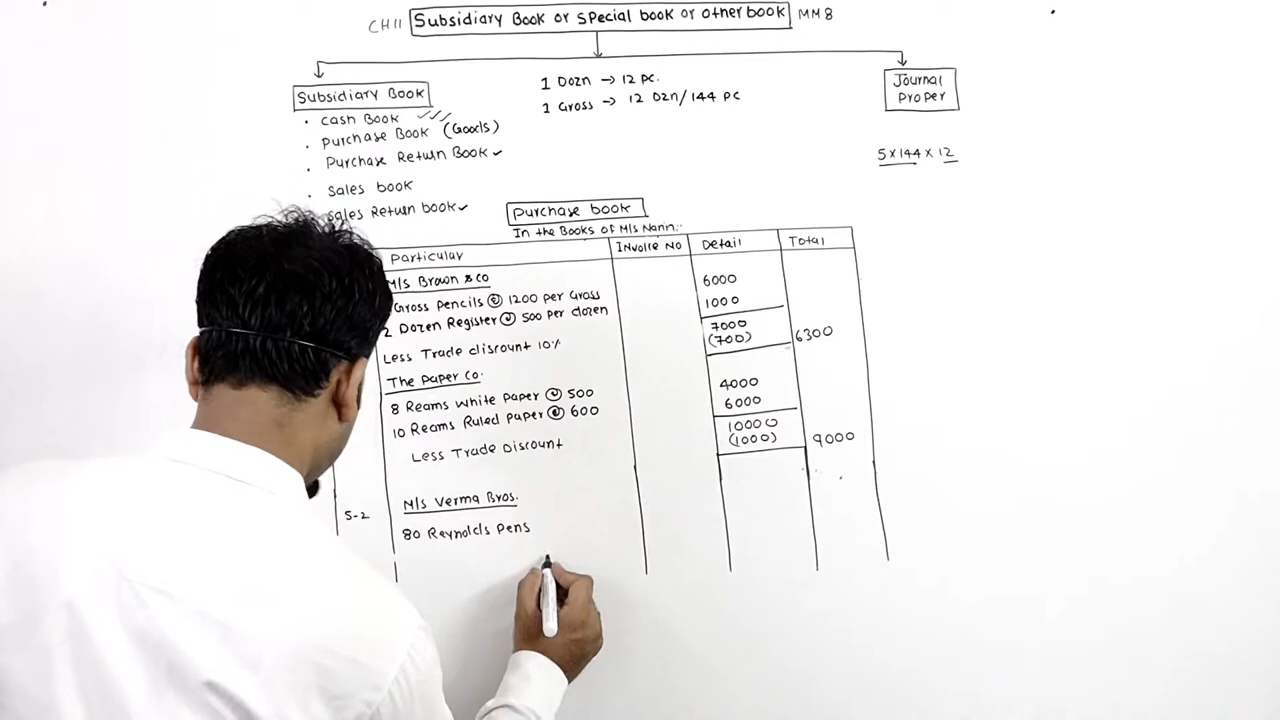 CH11 Subsidiary Book or special book or other book MM8
Subsidiary Book
• Cash Book
• Purchase Book (Goods)
• Purchase Return Book
• Sales book
Sales Return book
1 Dozn → 12 pc.
1 Gross → 12 Dzn/144 pc
Journal
Proper
5x144 x 12
Purchase book
In the Books of M/s
Particular Invoice No Detail Total
M/s Brown & co 6000
Gross pencils @ 1200 per Gross 1000
2 Dozen Register @ 500 per dozen 7000
(700) 6300
Less Trade discount 10%
The paper co. 4000
8 Reams white Paper @ 500 6000
10 Reams Ruled paper @ 600 10000
(1000) 9000
Less Trade Discount
5-2 M/s Verma Bros.
80 Reynolds Pens